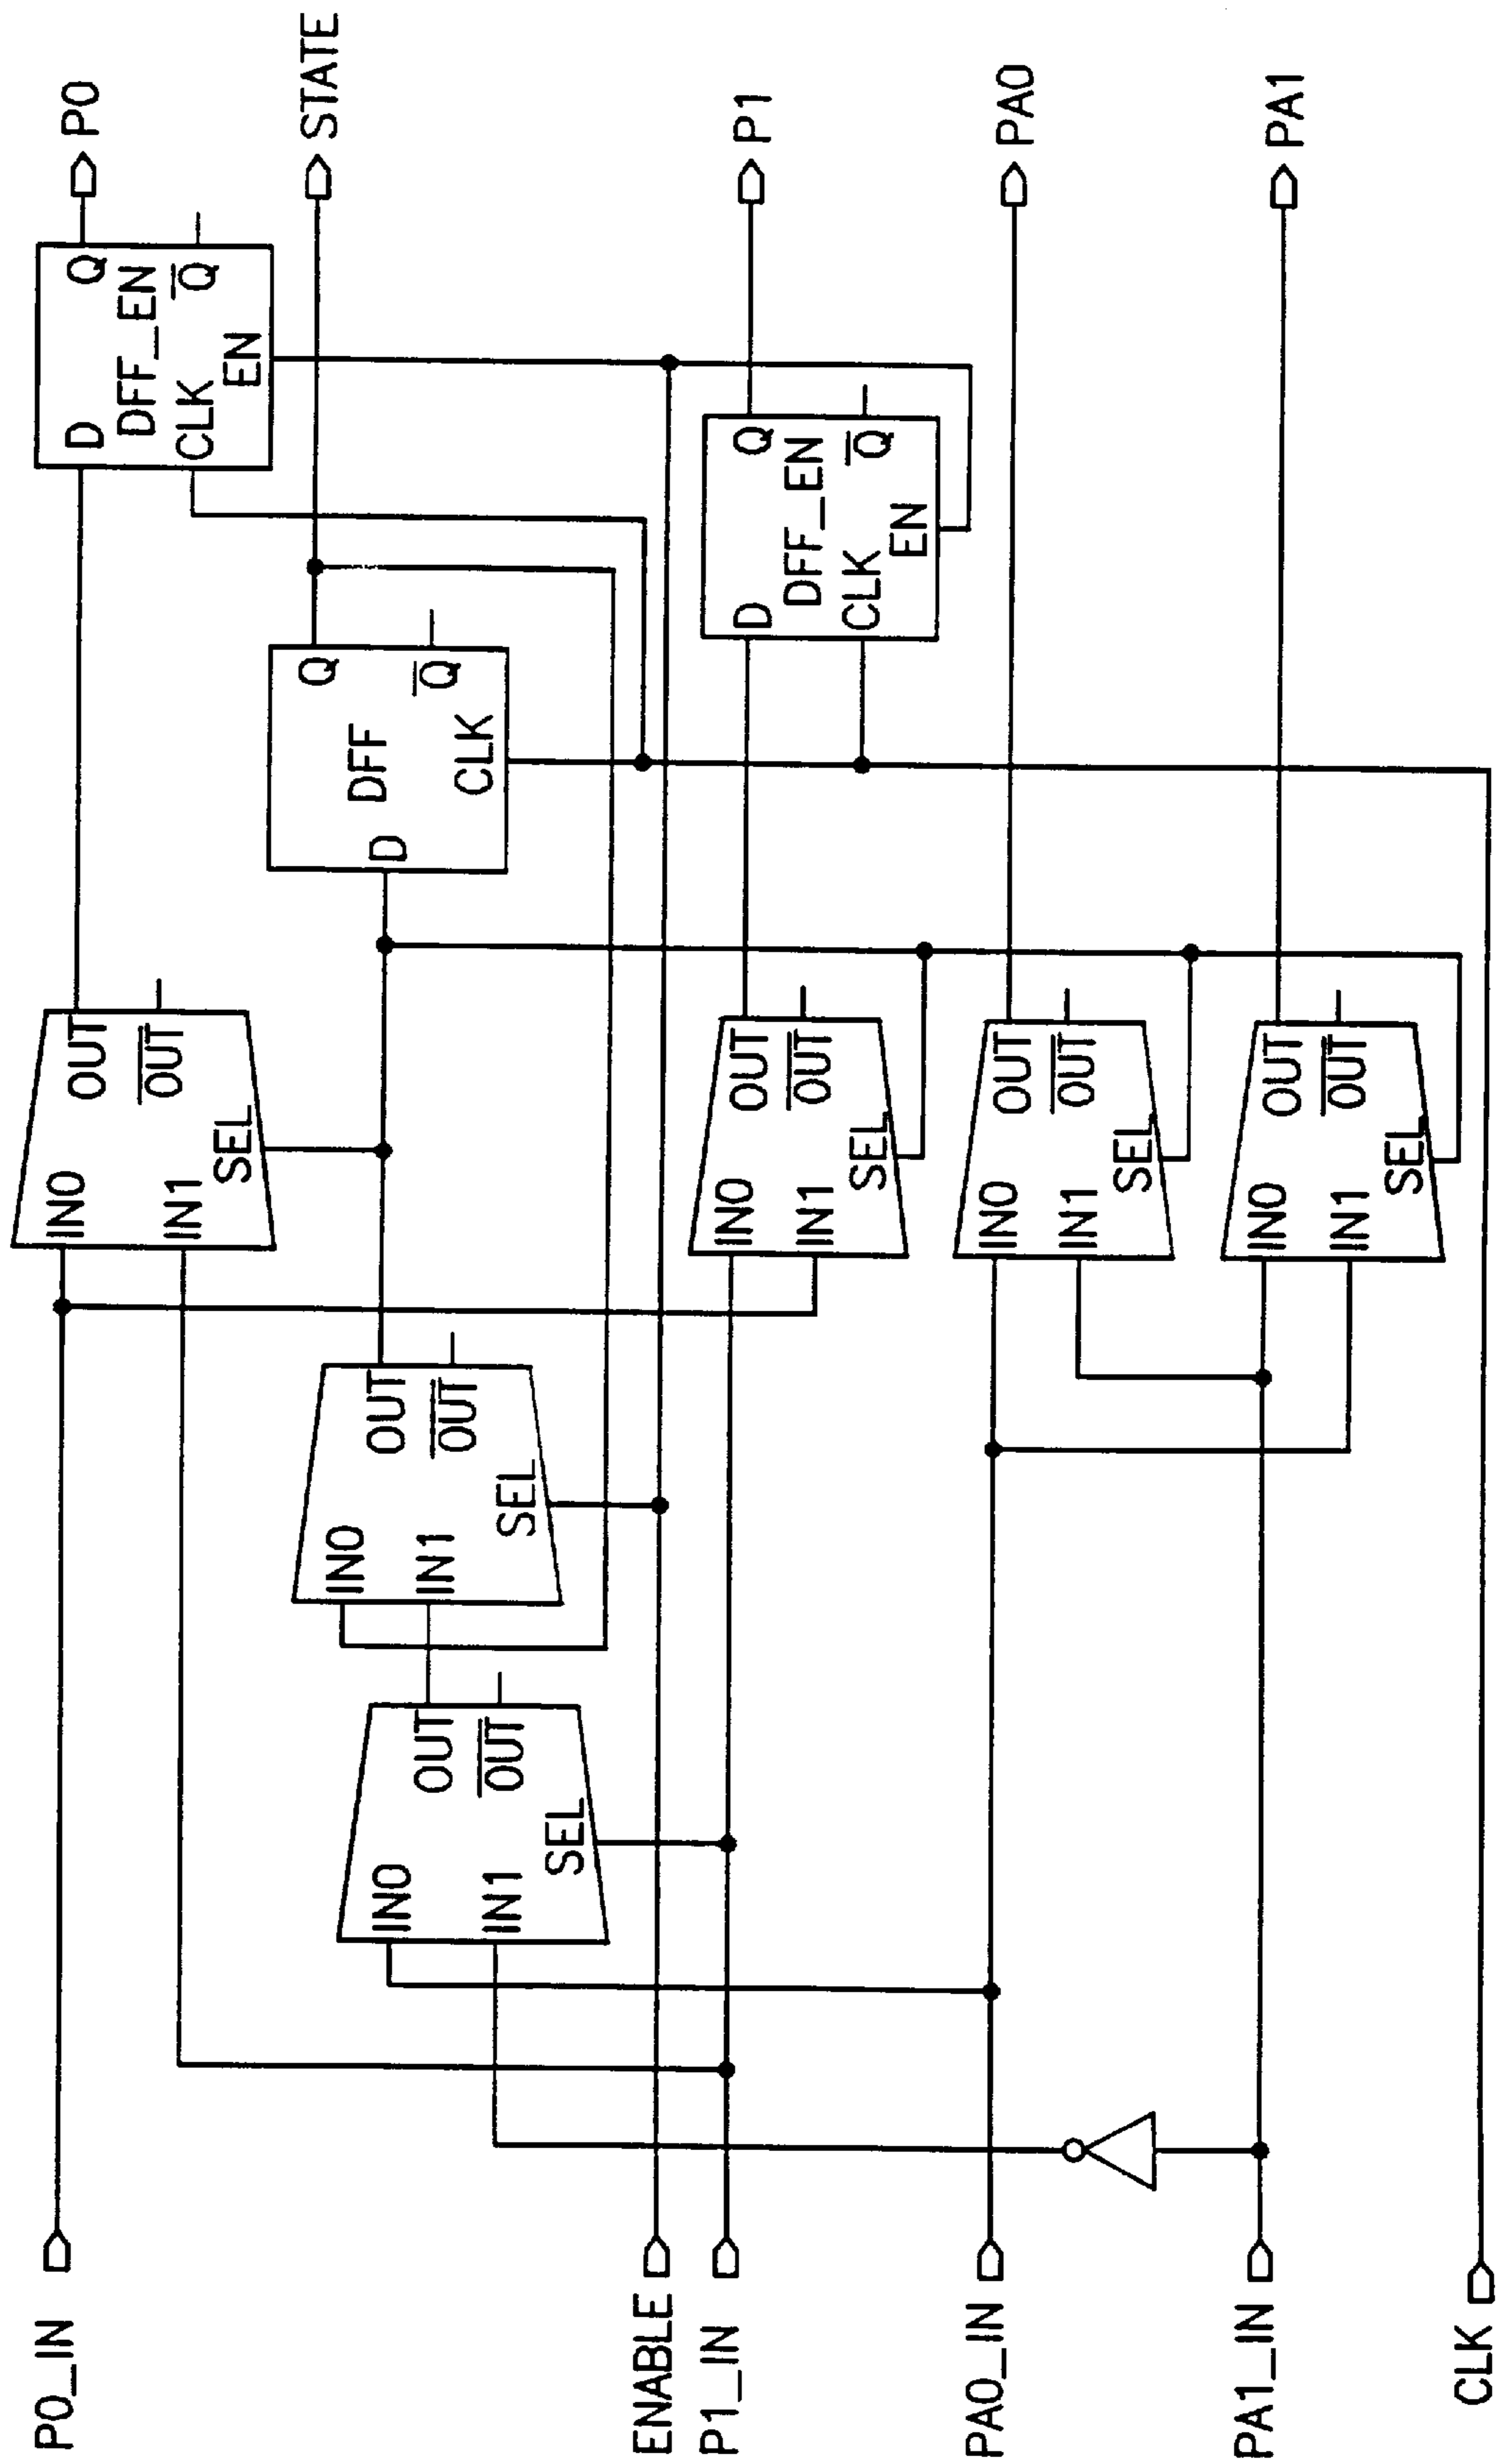 P0_IN
ENABLE
P1_IN
PA0_IN
PA1_IN
CLK
IN0
IN1
SEL
OUT
OUT
IN0
IN1
SEL
OUT
OUT
IN0
IN1
SEL
OUT
OUT
IN0
IN1
SEL
OUT
OUT
IN0
IN1
SEL
OUT
OUT
IN0
IN1
SEL
OUT
OUT
D
DFF
CLK
Q
Q
D
DFF_EN
CLK
EN
Q
Q
D
DFF_EN
CLK
EN
Q
Q
P0
STATE
P1
PA0
PA1